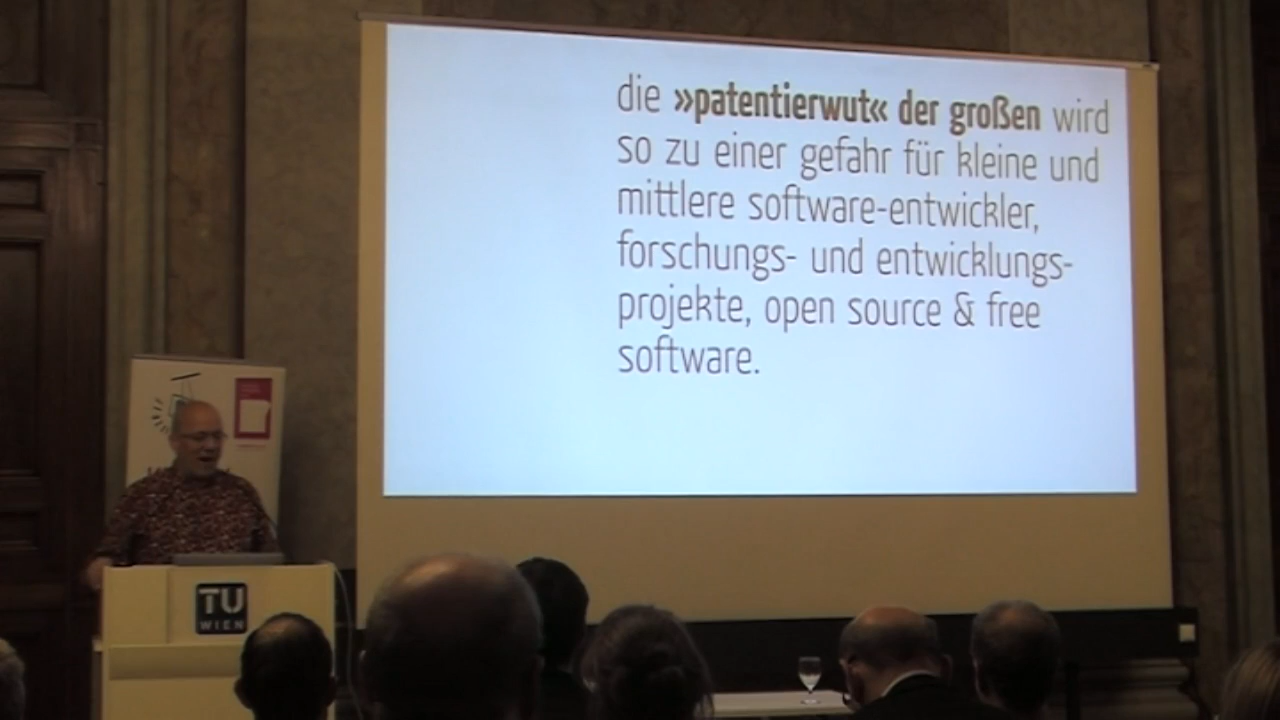 die »patentierwut« der großen wird
so zu einer gefahr für kleine und
mittlere software-entwickler,
forschungs- und entwicklungs-
projekte, open source & free
software.
TU
WIEN